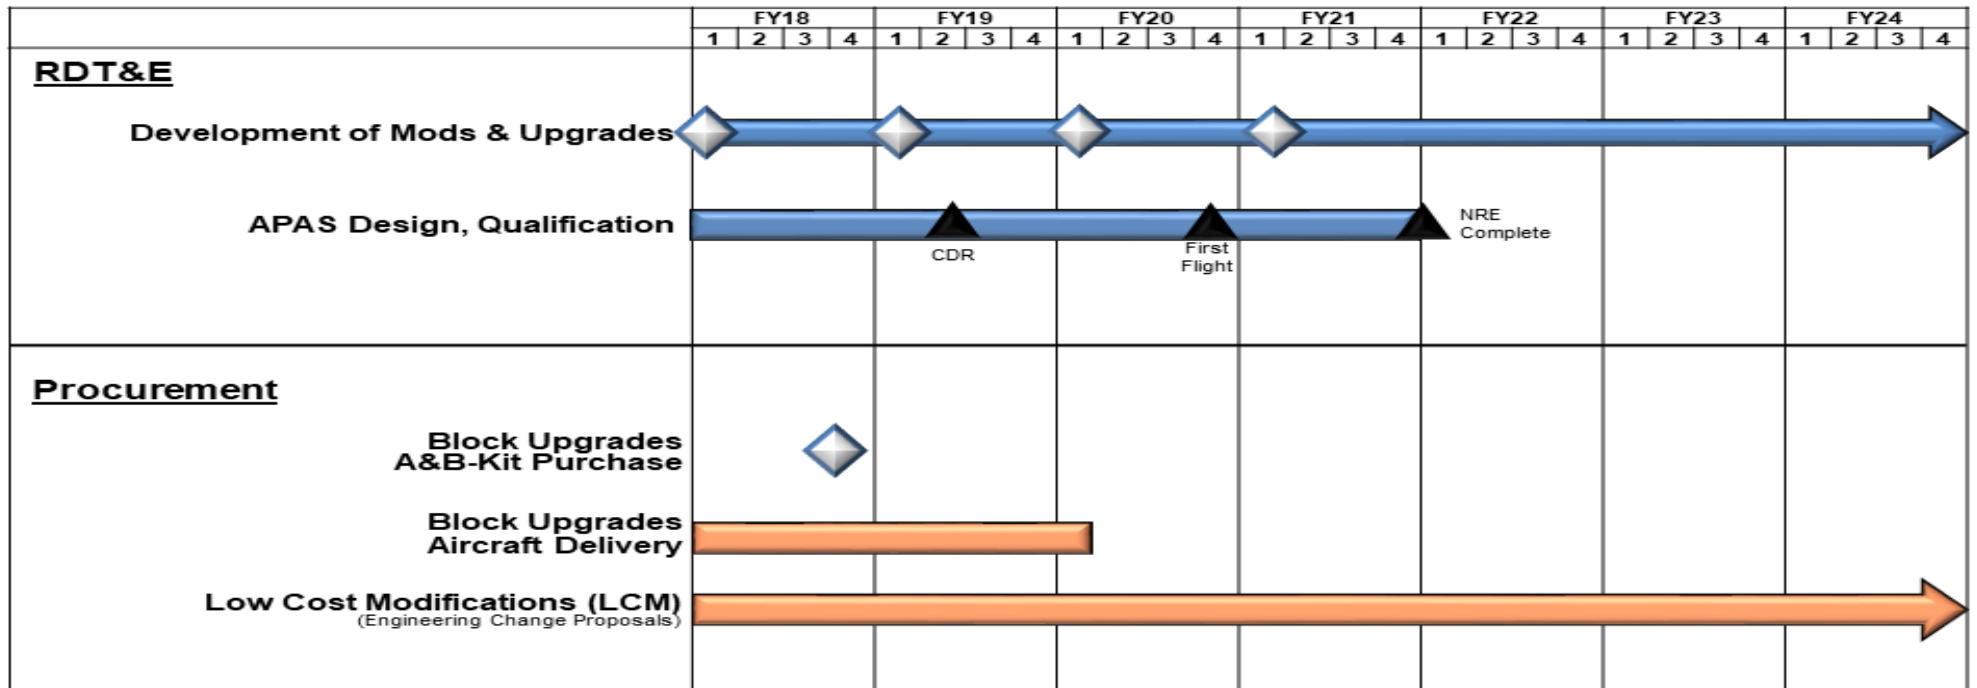 FY18 FY19 FY20 FY21 FY22 FY23 FY24
1 2 3 4 1 2 3 4 1 2 3 4 1 2 3 4 1 2 3 4 1 2 3 4 1 2 3 4
RDT&E
Development of Mods & Upgrades
APAS Design, Qualification
CDR
First
Flight
NRE
Complete
Procurement
Block Upgrades
A&B-Kit Purchase
Block Upgrades
Aircraft Delivery
Low Cost Modifications (LCM)
(Engineering Change Proposals)